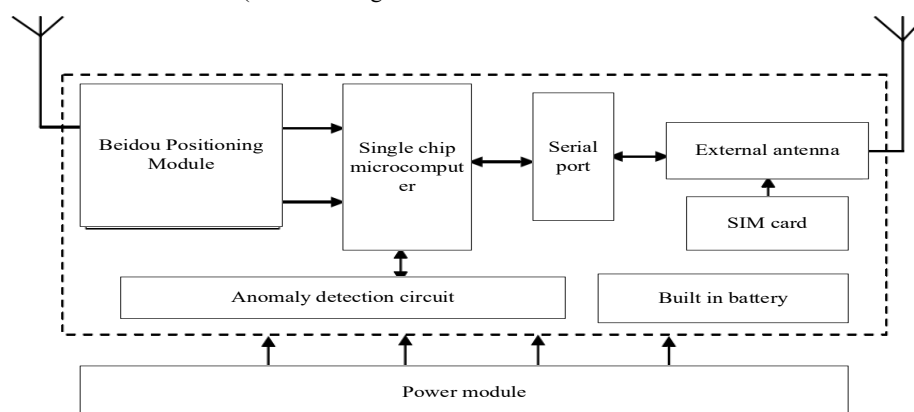 Beidou Positioning
Module
Single chip
microcomput
er
Serial
port
External antenna
SIM card
Anomaly detection circuit
Built in battery
Power module